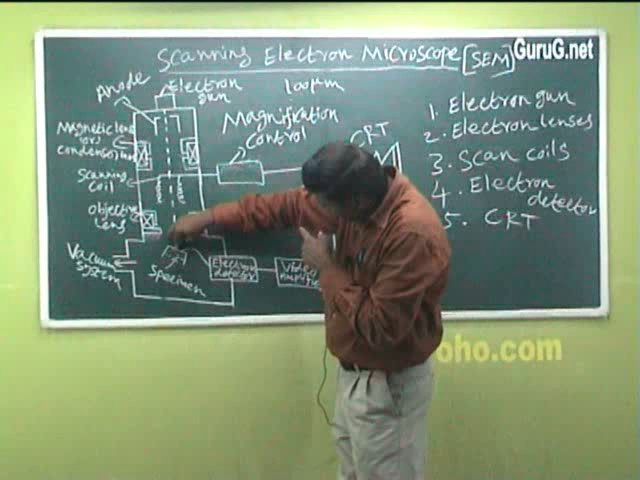 Scanning Electron Microscope [SEM]
GuruG.net
Anode
Electron
gun
100μm
Magnification
control
CRT
Magnetic lens
(or)
condensor lens
Scanning
coil
Objective
lens
Vacuum
system
Specimen
Electron
detector
Video
Amplifier
1. Electron gun
2. Electron lenses
3. Scan coils
4. Electron
detector
5. CRT
oho.com